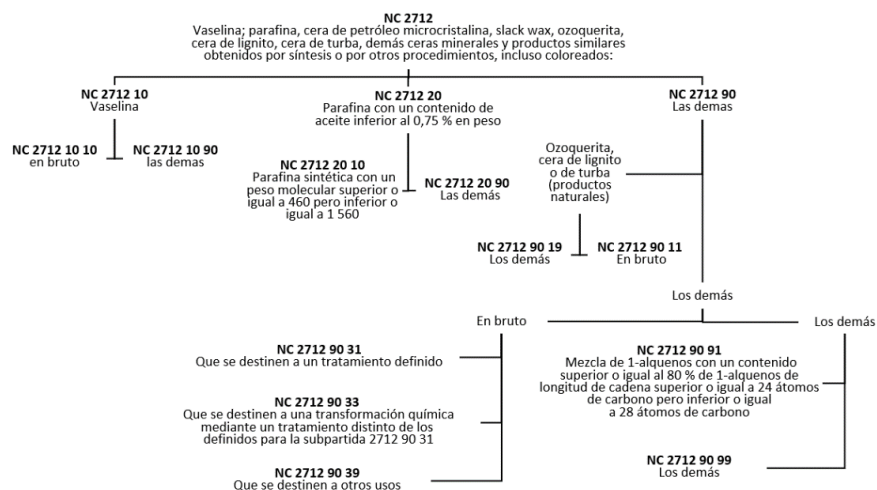 NC 2712
Vaselina; parafina, cera de petróleo microcristalina, slack wax, ozoquerita,
cera de lignito, cera de turba, demás ceras minerales y productos similares
obtenidos por síntesis o por otros procedimientos, incluso coloreados:
NC 2712 10
Vaselina
NC 2712 10 10
en bruto
NC 2712 10 90
las demas
NC 2712 20
Parafina con un contenido de
aceite inferior al 0,75 % en peso
NC 2712 20 10
Parafina sintética con un
peso molecular superior o
igual a 460 pero inferior o
igual a 1 560
NC 2712 20 90
Las demás
NC 2712 90
Las demas
Ozoquerita,
cera de lignito
o de turba
(productos
naturales)
NC 2712 90 19
Los demás
NC 2712 90 11
En bruto
Los demás
En bruto
NC 2712 90 31
Que se destinen a un tratamiento definido
NC 2712 90 33
Que se destinen a una transformación química
mediante un tratamiento distinto de los
definidos para la subpartida 2712 90 31
NC 2712 90 39
Que se destinen a otros usos
Los demás
NC 2712 90 91
Mezcla de 1-alquenos con un contenido
superior o igual al 80 % de 1-alquenos de
longitud de cadena superior o igual a 24 átomos
de carbono pero inferior o igual
a 28 átomos de carbono
NC 2712 90 99
Los demás